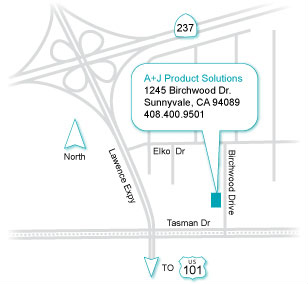 237
A+J Product Solutions
1245 Birchwood Dr.
Sunnyvale, CA 94089
408.400.9501
North
Elko Dr
Lawence Expy
Birchwood Drive
Tasman Dr
TO US 101